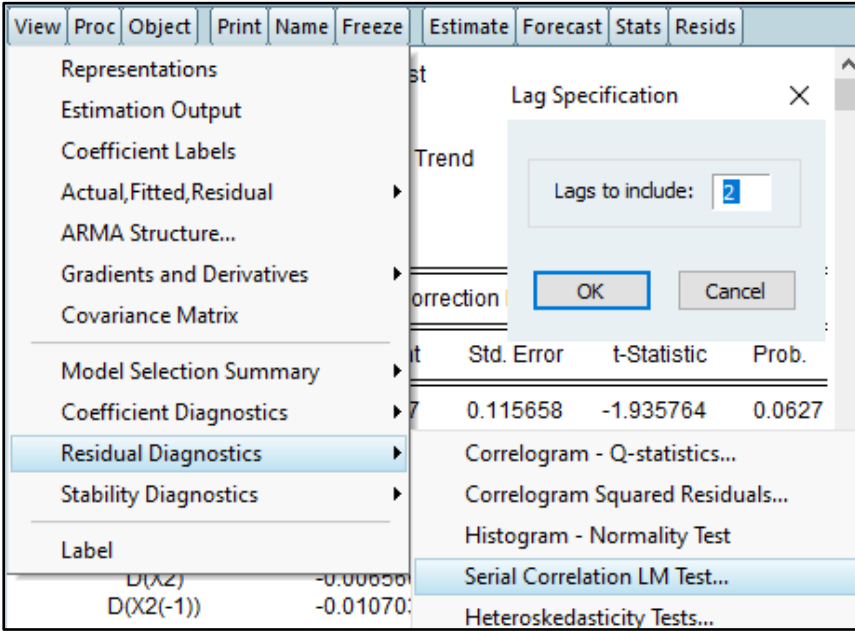 View Proc Object Print Name Freeze Estimate Forecast Stats Resids
Representations
Estimation Output
Coefficient Labels
Actual,Fitted,Residual
ARMA Structure...
Gradients and Derivatives
Covariance Matrix
Model Selection Summary
Coefficient Diagnostics
Residual Diagnostics
Stability Diagnostics
Label
st
Trend
Lag Specification
Lags to include: 2
OK Cancel
orrection
t Std. Error t-Statistic Prob.
7 0.115658 -1.935764 0.0627
Correlogram - Q-statistics...
Correlogram Squared Residuals...
Histogram - Normality Test
Serial Correlation LM Test...
Heteroskedasticity Tests...
D(X2) -0.00656
D(X2(-1)) -0.01070